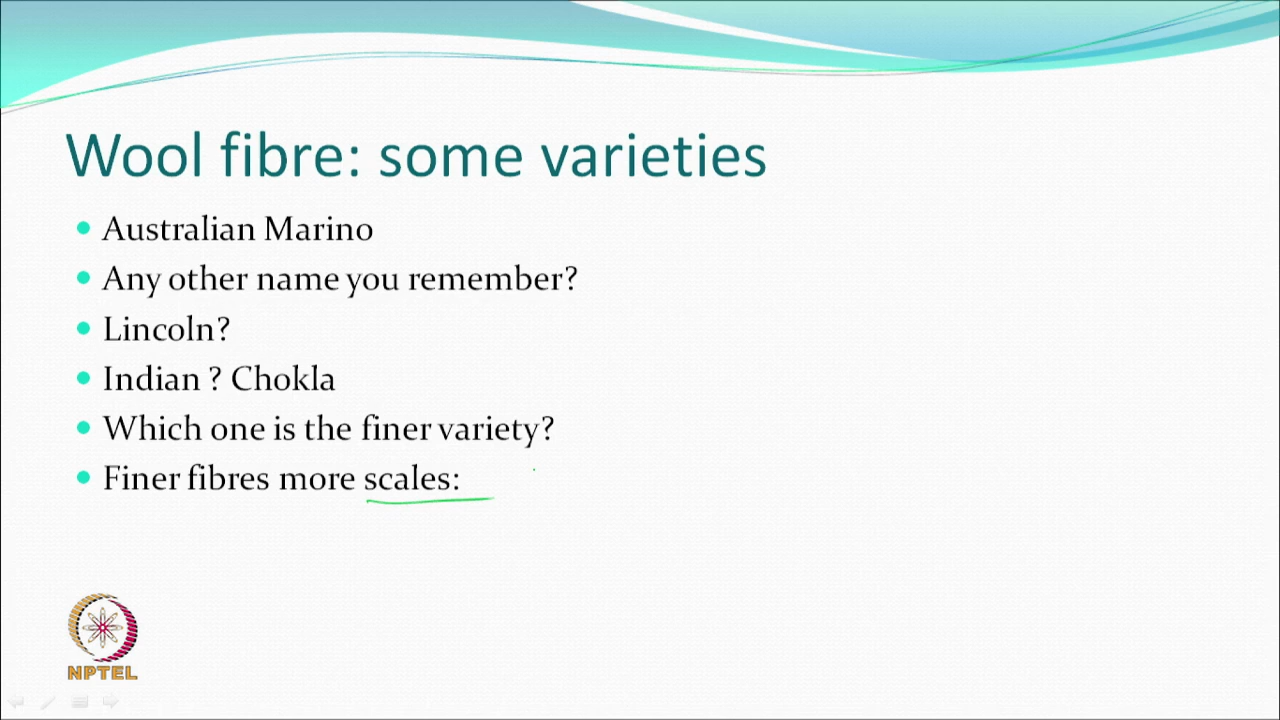 Wool fibre: some varieties
Australian Marino
Any other name you remember?
Lincoln?
Indian ? Chokla
Which one is the finer variety?
Finer fibres more scales:
NPTEL